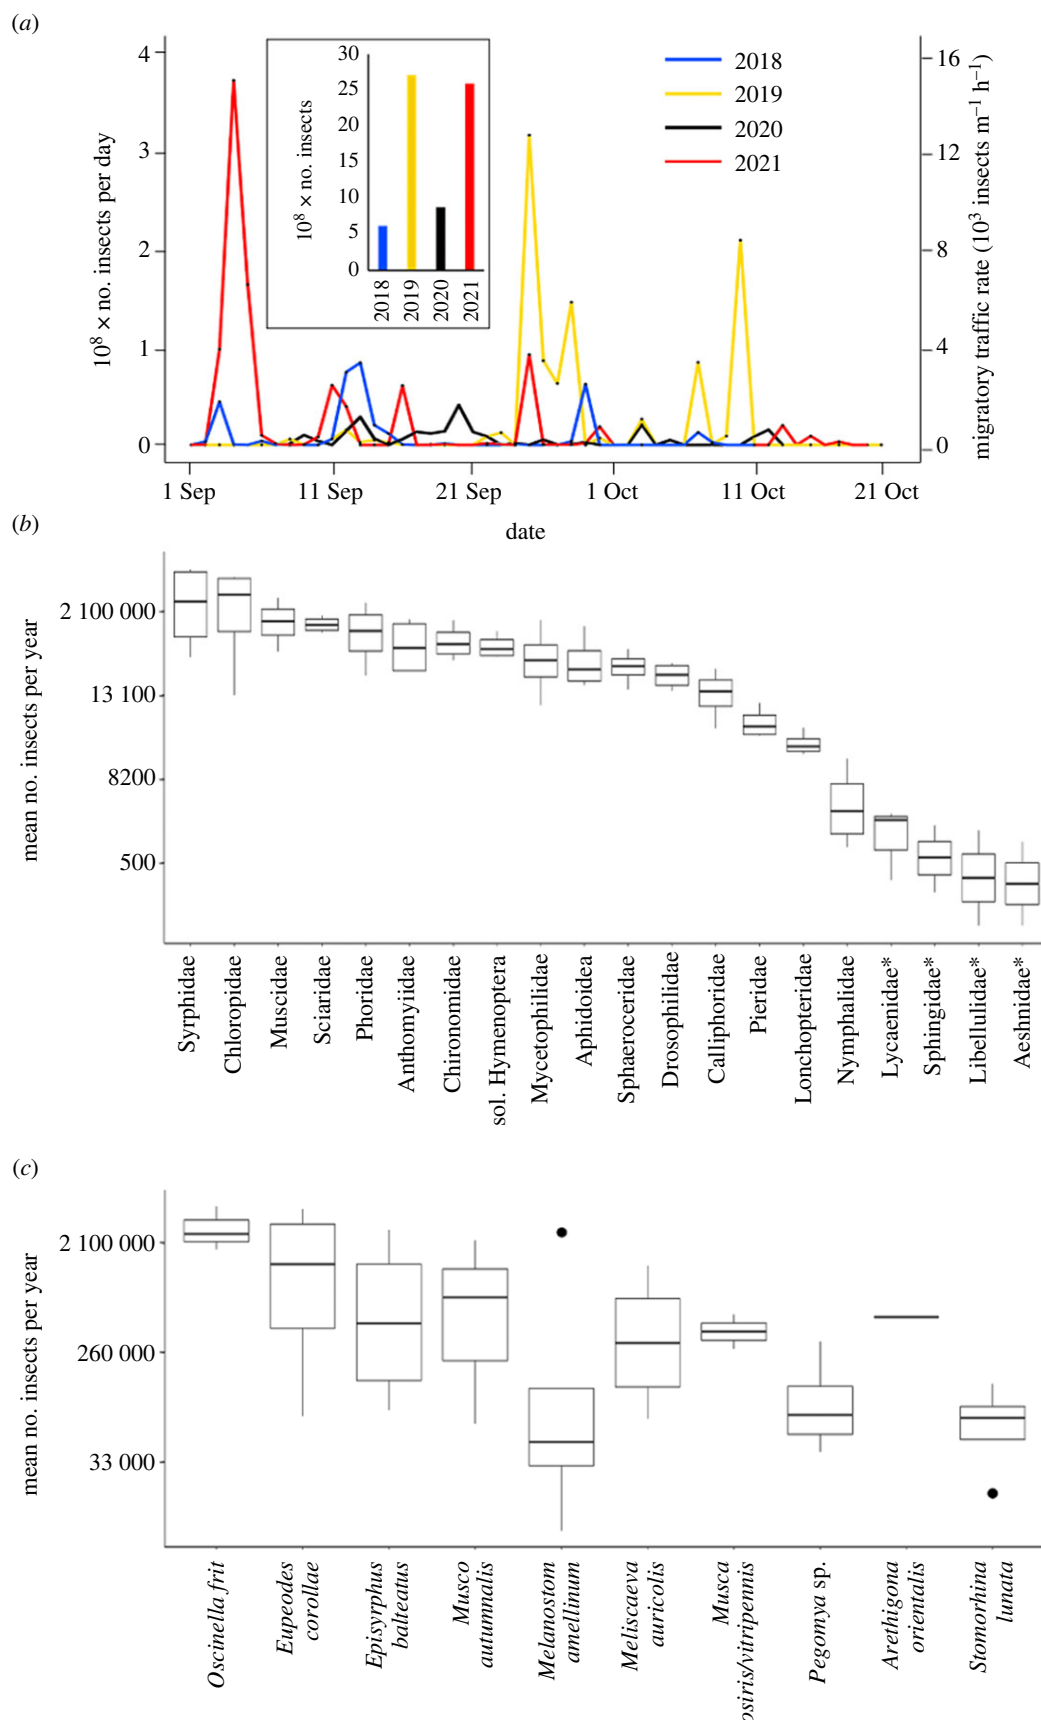 (a)
4
3
2
1
0
10⁸ × no. insects per day
30
25
20
15
10
5
0
10⁸ × no. insects
2018
2019
2020
2021
2018
2019
2020
2021
16
12
8
4
0
migratory traffic rate (10³ insects m⁻¹ h⁻¹)
1 Sep
11 Sep
21 Sep
1 Oct
11 Oct
21 Oct
date
(b)
mean no. insects per year
2 100 000
13 100
8200
500
Syrphidae
Chloropidae
Muscidae
Sciaridae
Phoridae
Anthomyiidae
Chironomidae
sol. Hymenoptera
Mycetophilidae
Aphidoidea
Sphaeroceridae
Drosophilidae
Calliphoridae
Pieridae
Lonchopteridae
Nymphalidae
Lycaenidae*
Sphingidae*
Libellulidae*
Aeshnidae*
(c)
mean no. insects per year
2 100 000
260 000
33 000
Oscinella frit
Eupeodes
corollae
Episyrphus
balteatus
Musco
autumnalis
Melanostom
amellinum
Meliscaeva
auricolis
Musca
osiris/vitripennis
Pegomya sp.
Arethigona
orientalis
Stomorhina
lunata